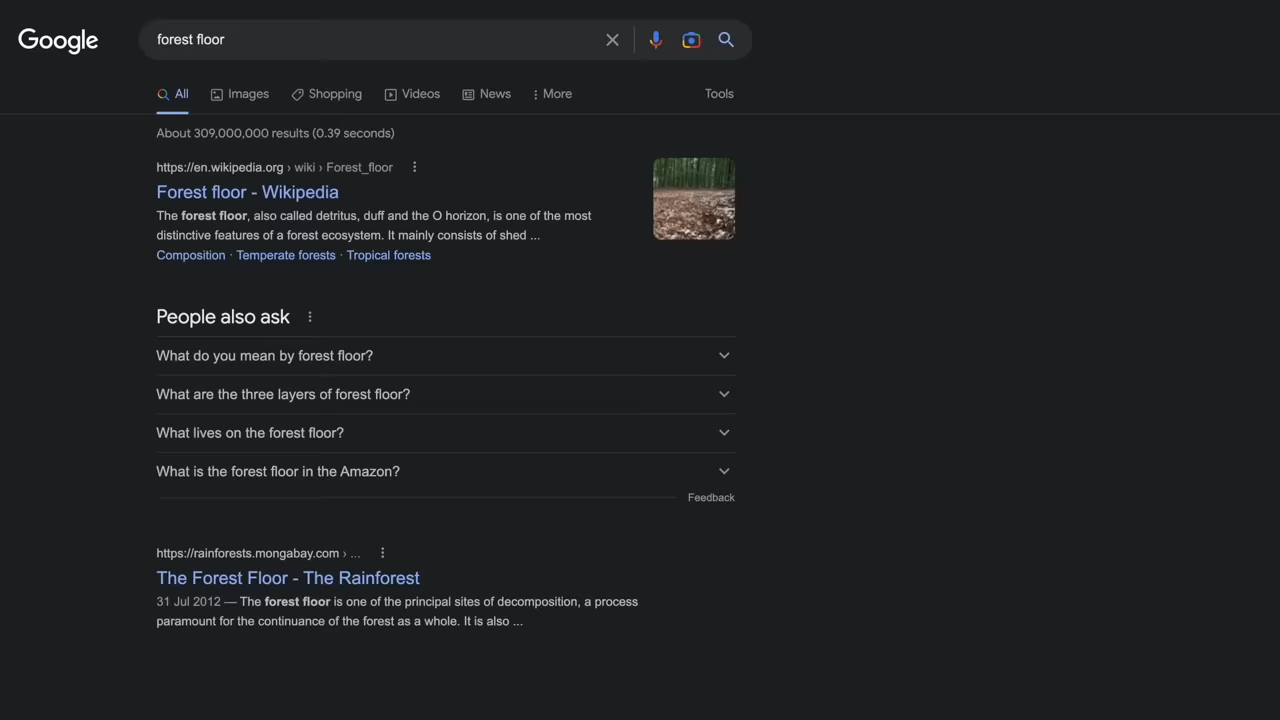 Google
forest floor
All Images Shopping Videos News More Tools
About 309,000,000 results (0.39 seconds)
https://en.wikipedia.org › wiki › Forest_floor
Forest floor - Wikipedia
The forest floor, also called detritus, duff and the O horizon, is one of the most
distinctive features of a forest ecosystem. It mainly consists of shed ...
Composition · Temperate forests · Tropical forests
People also ask
What do you mean by forest floor?
What are the three layers of forest floor?
What lives on the forest floor?
What is the forest floor in the Amazon?
Feedback
https://rainforests.mongabay.com › ...
The Forest Floor - The Rainforest
31 Jul 2012 — The forest floor is one of the principal sites of decomposition, a process
paramount for the continuance of the forest as a whole. It is also ...